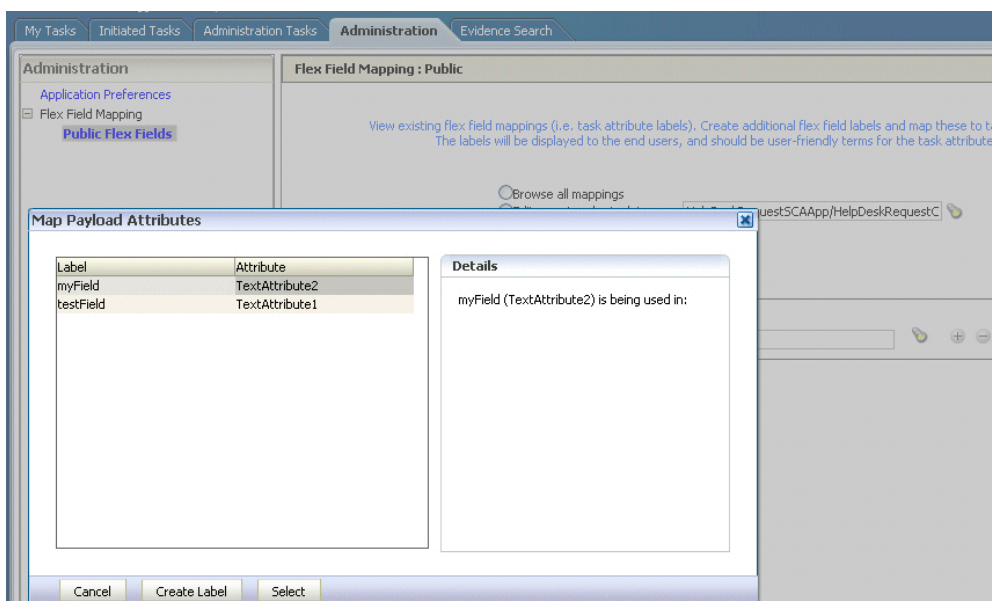 My Tasks Initiated Tasks Administration Tasks Administration Evidence Search
Administration
Application Preferences
Flex Field Mapping
Public Flex Fields
Flex Field Mapping : Public
View existing flex field mappings (i.e. task attribute labels). Create additional flex field labels and map these to ta
The labels will be displayed to the end users, and should be user-friendly terms for the task attribute
Browse all mappings
uestSCAApp/HelpDeskRequestC
Map Payload Attributes
Label Attribute
myField TextAttribute2
testField TextAttribute1
Details
myField (TextAttribute2) is being used in:
Cancel Create Label Select